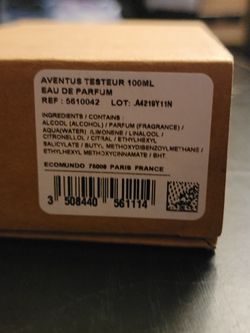 AVENTUS TESTEUR 100ML
EAU DE PARFUM
REF : 5610042 LOT: A4219Y11N
INGREDIENTS / CONTAINS :
ALCOOL (ALCOHOL) / PARFUM (FRAGRANCE) /
AQUA(WATER) /LIMONENE / LINALOOL /
CITRONELLOL / CITRAL / ETHYLHEXYL
SALICYLATE / BUTYL METHOXYDIBENZOYLMETHANE /
ETHYLHEXYL METHOXYCINNAMATE / BHT.
ECOMUNDO 75008 PARIS FRANCE
3 508440 561114